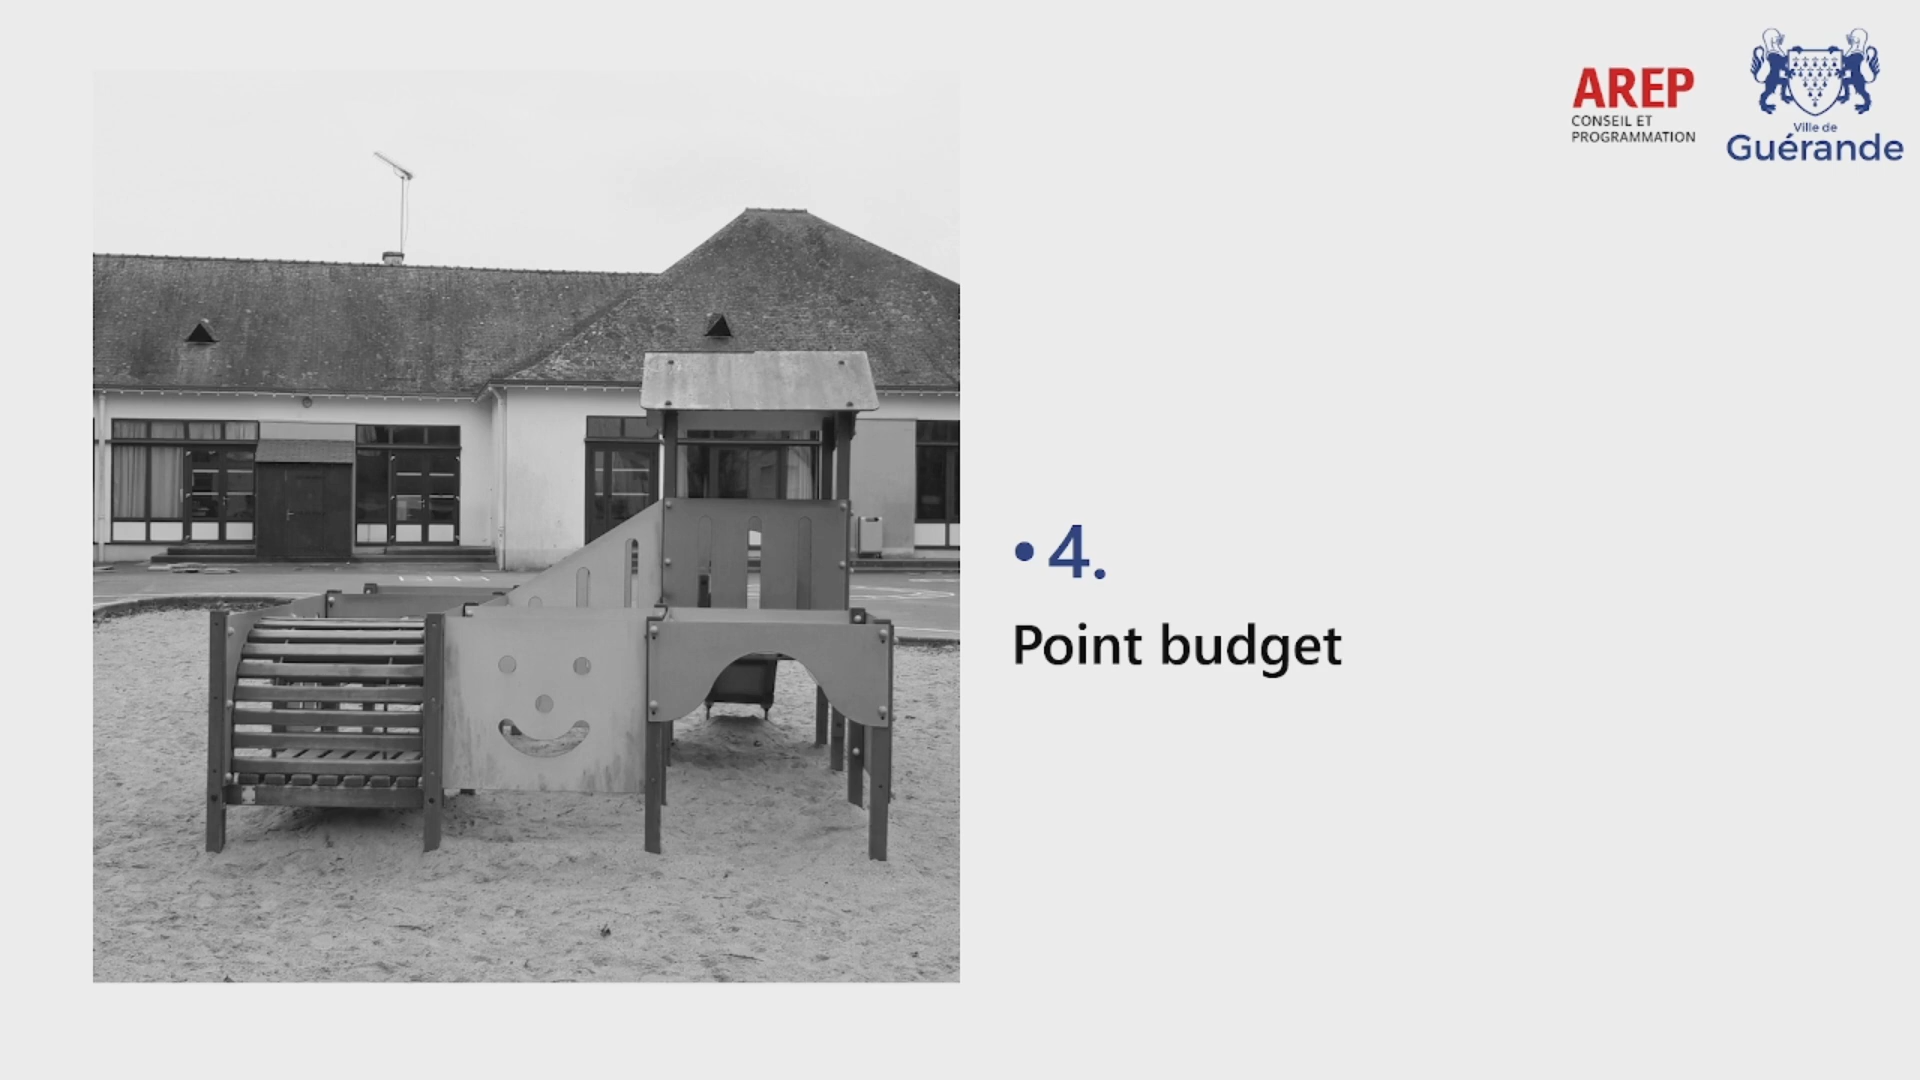 AREP
CONSEIL ET
PROGRAMMATION
Ville de
Guérande
• 4.
Point budget